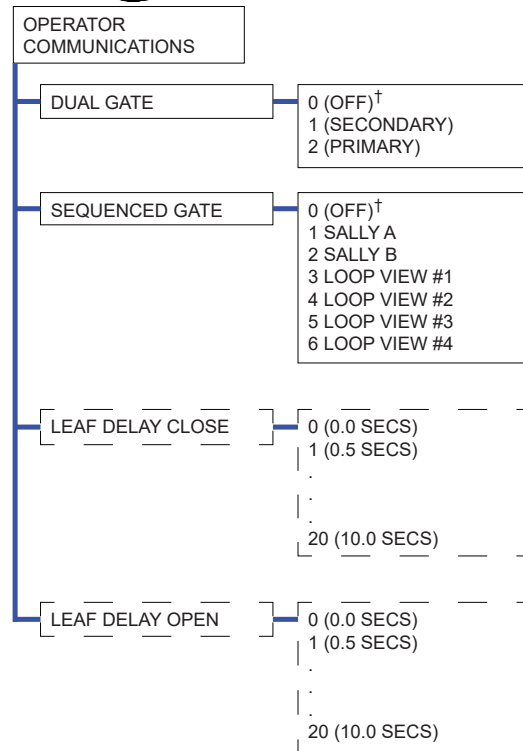 OPERATOR
COMMUNICATIONS
DUAL GATE
0 (OFF)†
1 (SECONDARY)
2 (PRIMARY)
SEQUENCED GATE
0 (OFF)†
1 SALLY A
2 SALLY B
3 LOOP VIEW #1
4 LOOP VIEW #2
5 LOOP VIEW #3
6 LOOP VIEW #4
LEAF DELAY CLOSE
0 (0.0 SECS)
1 (0.5 SECS)
.
.
.
20 (10.0 SECS)
LEAF DELAY OPEN
0 (0.0 SECS)
1 (0.5 SECS)
.
.
.
20 (10.0 SECS)